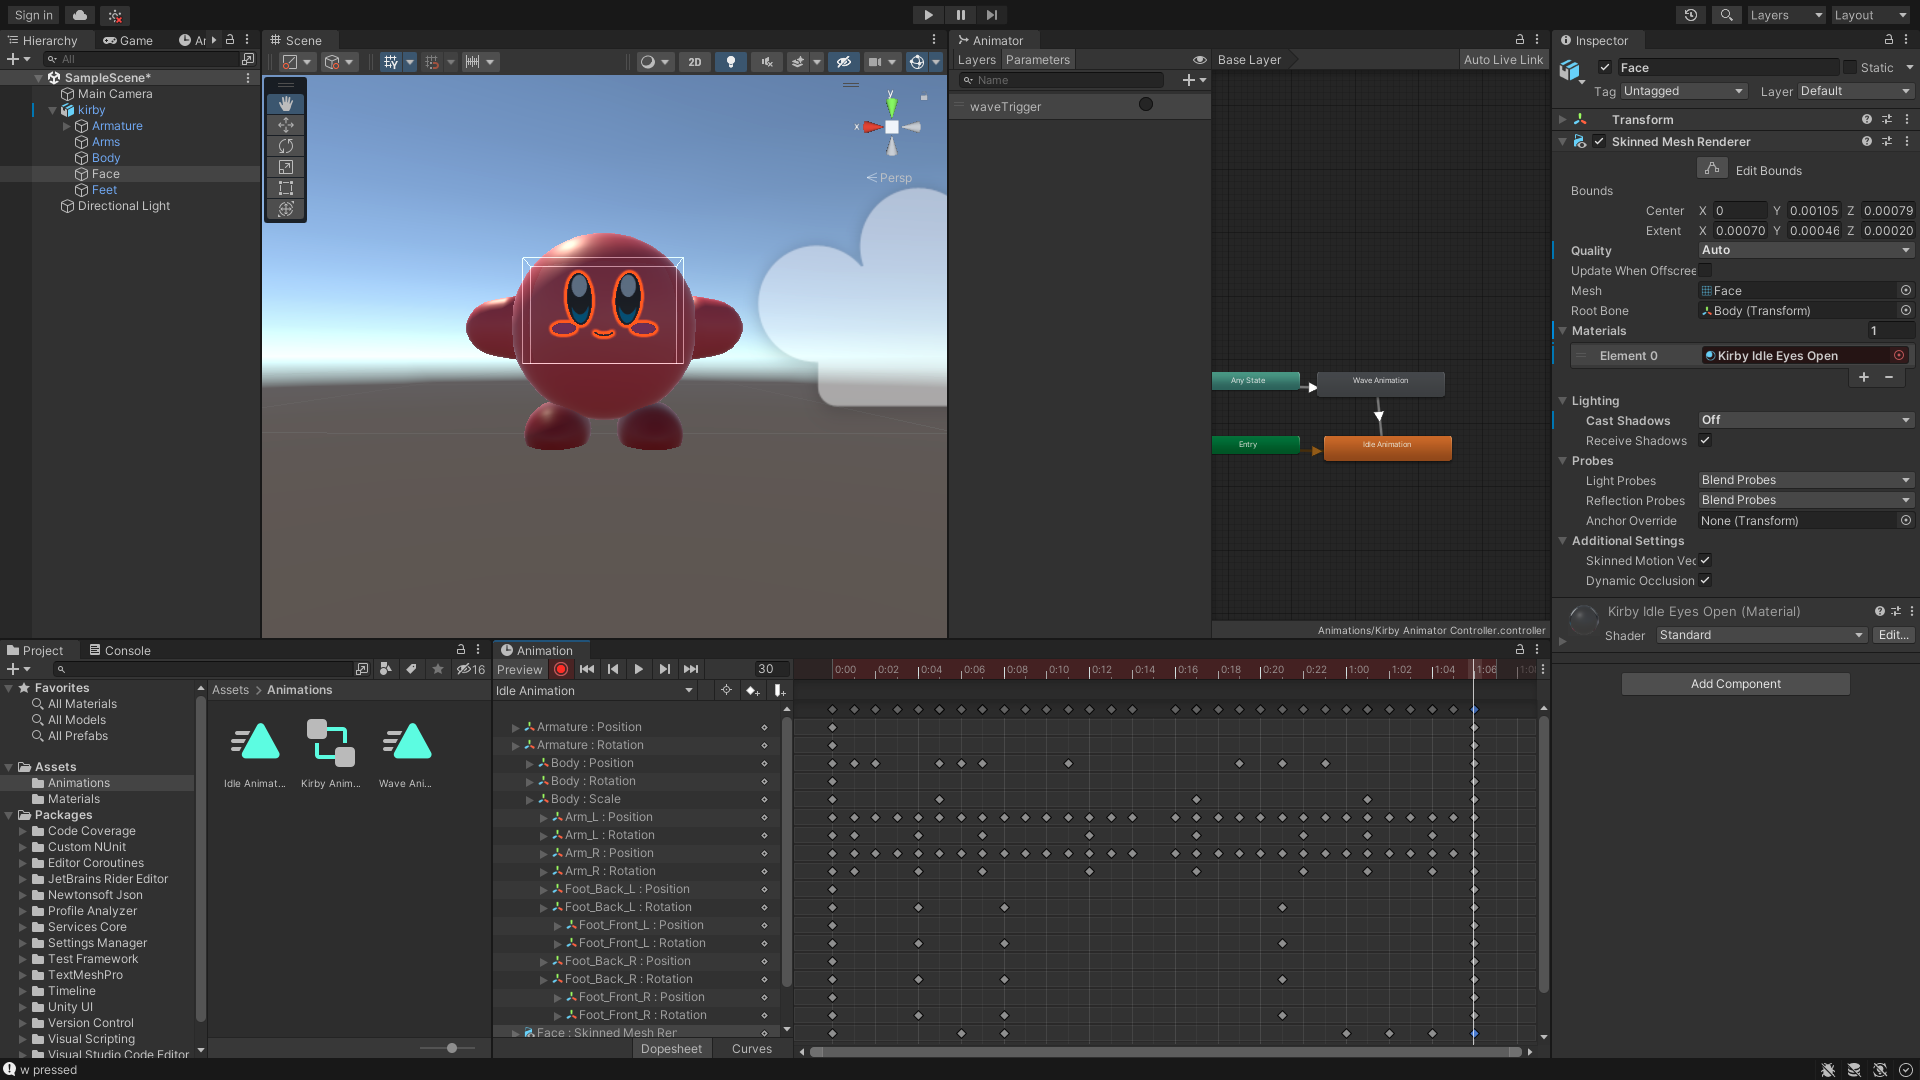 Sign in
Layers
Layout
Hierarchy
Game
Ar
All
SampleScene*
Main Camera
kirby
Armature
Arms
Body
Face
Feet
Directional Light
Scene
2D
y
x
Persp
Animator
Layers
Parameters
Name
waveTrigger
Base Layer
Auto Live Link
Any State
Wave Animation
Entry
Idle Animation
Animations/Kirby Animator Controller.controller
Inspector
Face
Static
Tag
Untagged
Layer
Default
Transform
Skinned Mesh Renderer
Edit Bounds
Bounds
Center X 0 Y 0.00105 Z 0.00079
Extent X 0.00070 Y 0.00046 Z 0.00020
Quality
Auto
Update When Offscree
Mesh
Face
Root Bone
Body (Transform)
Materials
1
Element 0
Kirby Idle Eyes Open
Lighting
Cast Shadows
Off
Receive Shadows
Probes
Light Probes
Blend Probes
Reflection Probes
Blend Probes
Anchor Override
None (Transform)
Additional Settings
Skinned Motion Vec
Dynamic Occlusion
Kirby Idle Eyes Open (Material)
Shader
Standard
Edit...
Add Component
Project
Console
16
Favorites
All Materials
All Models
All Prefabs
Assets
Animations
Materials
Packages
Code Coverage
Custom NUnit
Editor Coroutines
JetBrains Rider Editor
Newtonsoft Json
Profile Analyzer
Services Core
Settings Manager
Test Framework
TextMeshPro
Timeline
Unity UI
Version Control
Visual Scripting
Visual Studio Code Editor
Assets > Animations
Idle Animat...
Kirby Anim...
Wave Ani...
Animation
Preview
30
0:00 0:02 0:04 0:06 0:08 0:10 0:12 0:14 0:16 0:18 0:20 0:22 1:00 1:02 1:04 1:06
Idle Animation
Armature : Position
Armature : Rotation
Body : Position
Body : Rotation
Body : Scale
Arm_L : Position
Arm_L : Rotation
Arm_R : Position
Arm_R : Rotation
Foot_Back_L : Position
Foot_Back_L : Rotation
Foot_Front_L : Position
Foot_Front_L : Rotation
Foot_Back_R : Position
Foot_Back_R : Rotation
Foot_Front_R : Position
Foot_Front_R : Rotation
Face : Skinned Mesh Rer
Dopesheet
Curves
w pressed